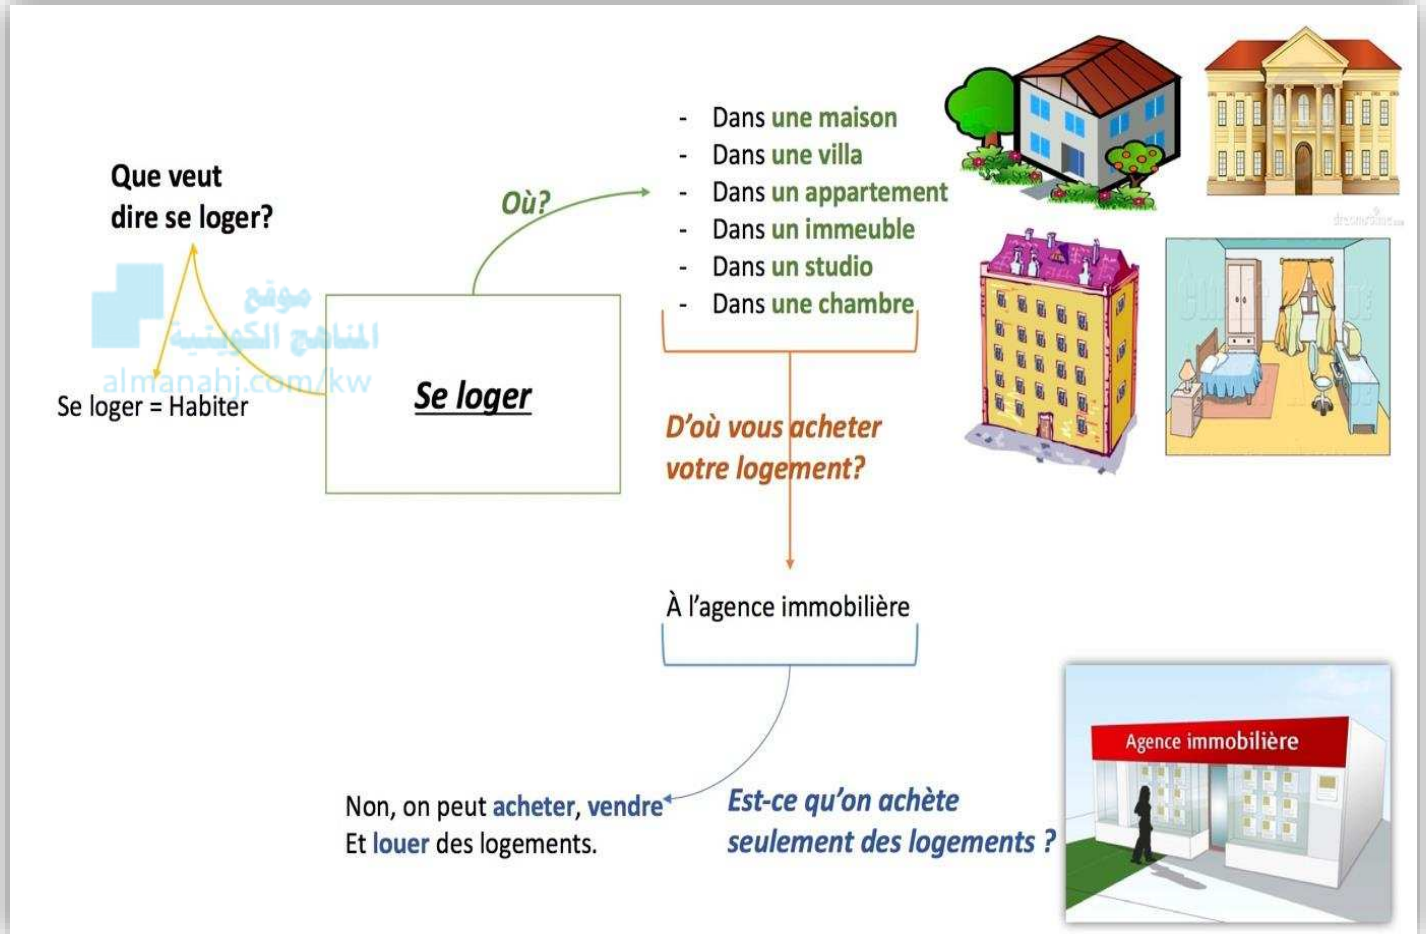 Que veut
dire se loger?
Se loger = Habiter
موقع
المناهج الكويتية
almanahj.com/kw
Se loger
Où?
- Dans une maison
- Dans une villa
- Dans un appartement
- Dans un immeuble
- Dans un studio
- Dans une chambre
D'où vous acheter
votre logement?
À l'agence immobilière
Est-ce qu'on achète
seulement des logements ?
Non, on peut acheter, vendre
Et louer des logements.
Agence immobilière